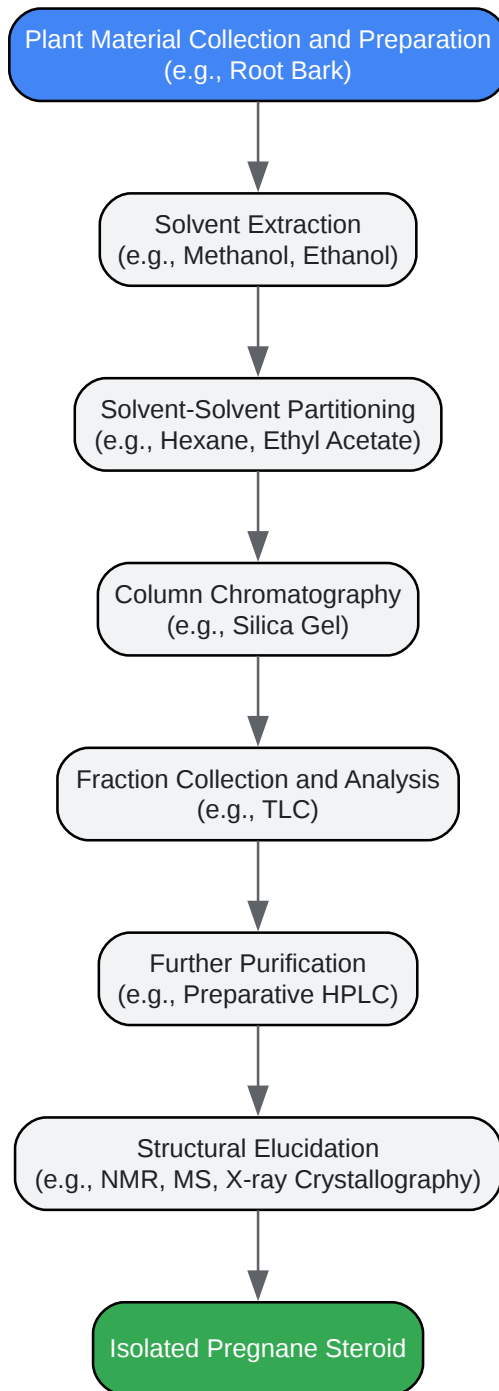 Plant Material Collection and Preparation
(e.g., Root Bark)
Solvent Extraction
(e.g., Methanol, Ethanol)
Solvent-Solvent Partitioning
(e.g., Hexane, Ethyl Acetate)
Column Chromatography
(e.g., Silica Gel)
Fraction Collection and Analysis
(e.g., TLC)
Further Purification
(e.g., Preparative HPLC)
Structural Elucidation
(e.g., NMR, MS, X-ray Crystallography)
Isolated Pregnane Steroid